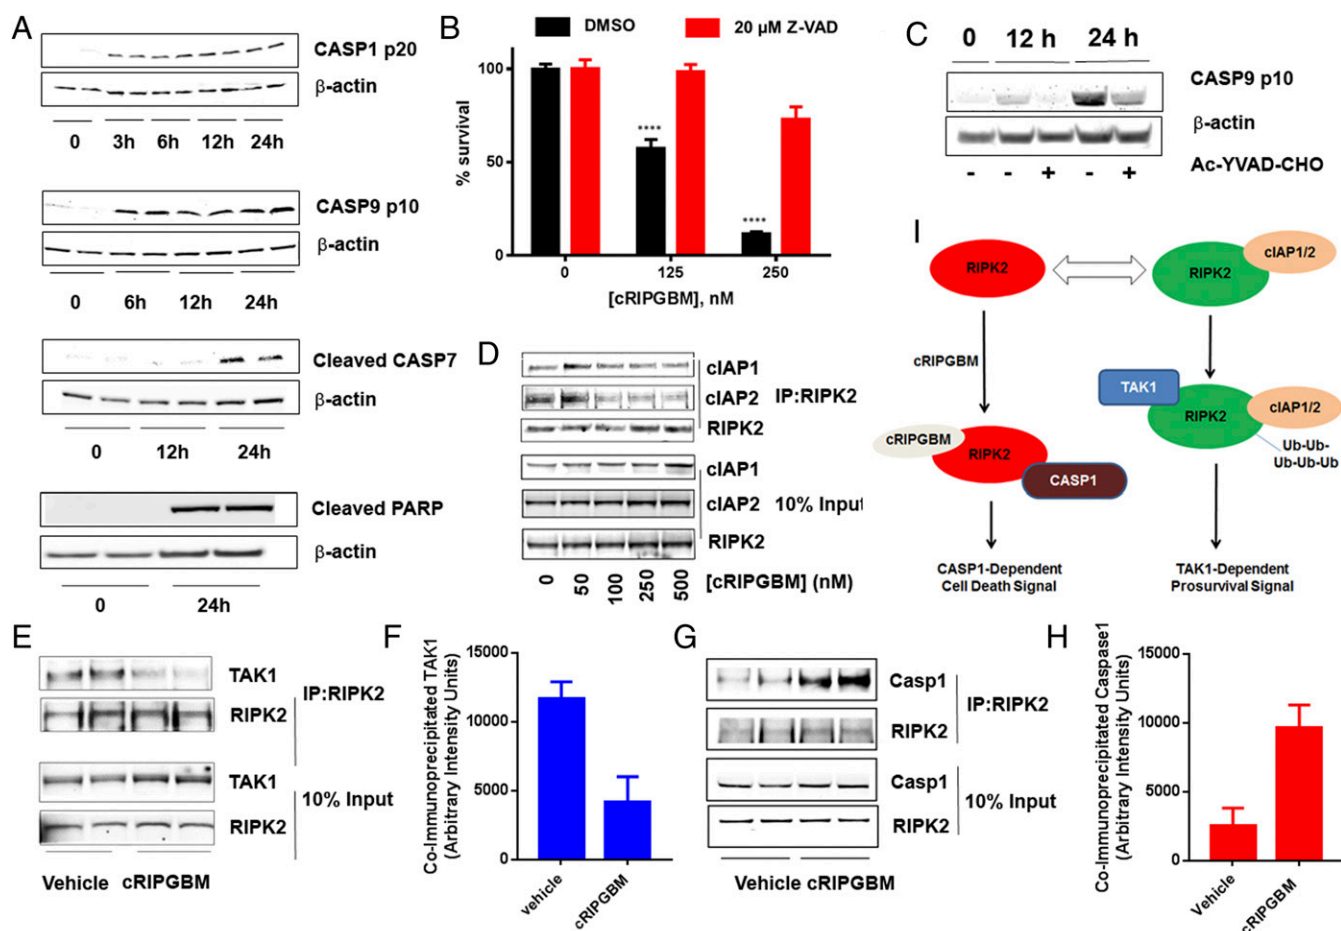 A
CASP1 p20
β-actin
0 3h 6h 12h 24h
CASP9 p10
β-actin
0 6h 12h 24h
Cleaved CASP7
β-actin
0 12h 24h
Cleaved PARP
β-actin
0 24h
B
DMSO 20 µM Z-VAD
% survival
100
50
0
****
****
0 125 250
[cRIPGBM], nM
C
0 12 h 24 h
CASP9 p10
β-actin
Ac-YVAD-CHO
- - + - +
D
cIAP1
cIAP2
RIPK2
IP:RIPK2
cIAP1
cIAP2
RIPK2
10% Input
0 50 100 250 500
[cRIPGBM] (nM)
I
RIPK2
RIPK2
cIAP1/2
cRIPGBM
TAK1
RIPK2
cIAP1/2
Ub-Ub-
Ub-Ub-Ub
cRIPGBM
RIPK2
CASP1
CASP1-Dependent
Cell Death Signal
TAK1-Dependent
Prosurvival Signal
E
TAK1
RIPK2
IP:RIPK2
TAK1
RIPK2
10% Input
Vehicle cRIPGBM
F
Co-Immunoprecipitated TAK1
(Arbitrary Intensity Units)
15000
10000
5000
0
vehicle
cRIPGBM
G
Casp1
RIPK2
IP:RIPK2
Casp1
RIPK2
10% Input
Vehicle cRIPGBM
H
Co-Immunoprecipitated Caspase1
(Arbitrary Intensity Units)
15000
10000
5000
0
Vehicle
cRIPGBM